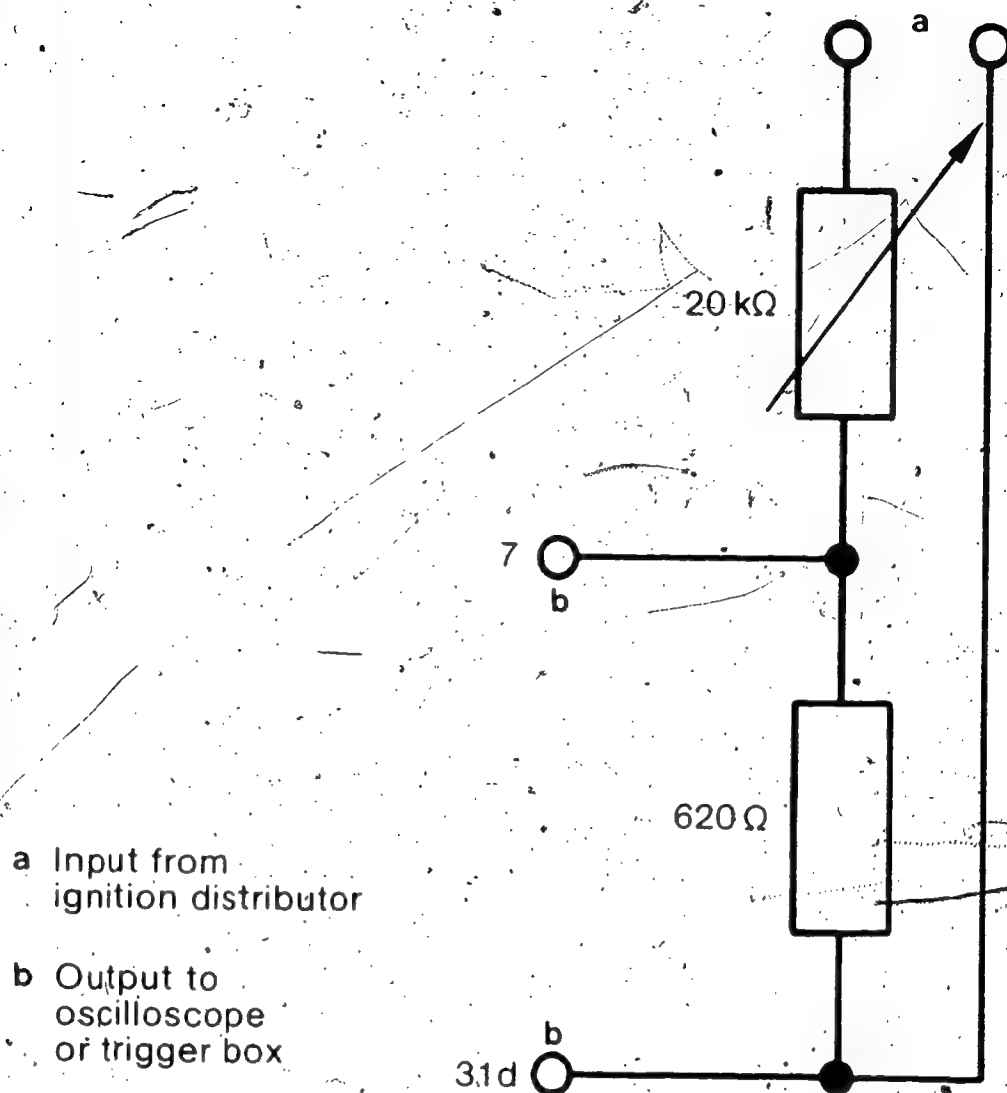 a
20 kΩ
7
b
620 Ω
a Input from
ignition distributor
b Output to
oscilloscope
or trigger box
b
31d